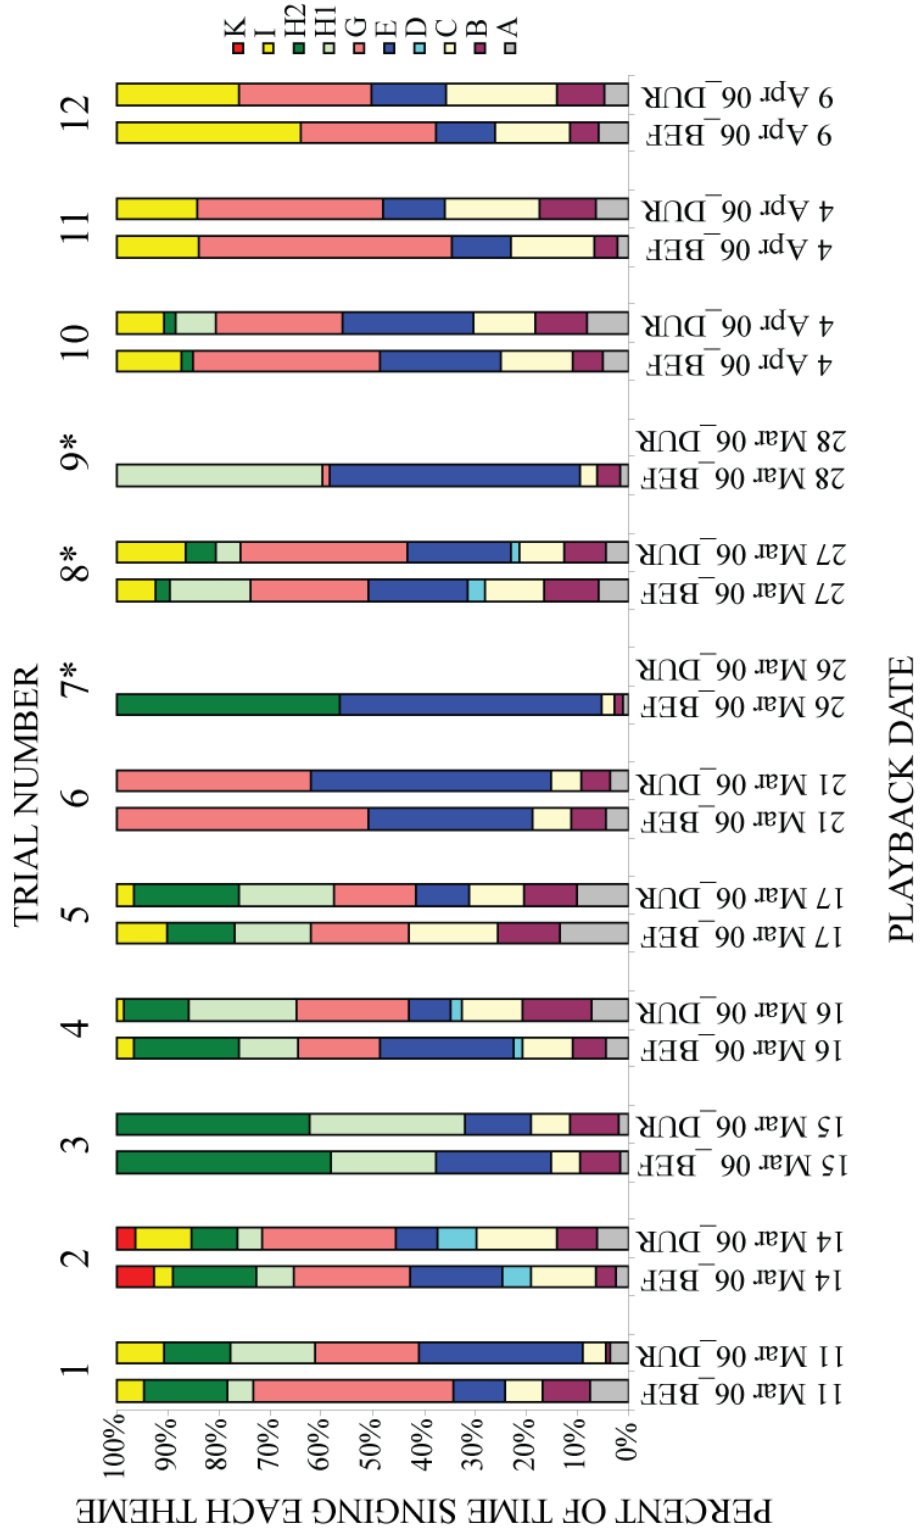 TRIAL NUMBER
1 2 3 4 5 6 7* 8* 9* 10 11 12
K
I
H2
H1
G
E
D
C
B
A
PERCENT OF TIME SINGING EACH THEME
100%
90%
80%
70%
60%
50%
40%
30%
20%
10%
0%
11 Mar 06_BEF
11 Mar 06_DUR
14 Mar 06_BEF
14 Mar 06_DUR
15 Mar 06 _BEF
15 Mar 06_DUR
16 Mar 06_BEF
16 Mar 06_DUR
17 Mar 06_BEF
17 Mar 06_DUR
21 Mar 06_BEF
21 Mar 06_DUR
26 Mar 06_BEF
26 Mar 06_DUR
27 Mar 06_BEF
27 Mar 06_DUR
28 Mar 06_BEF
28 Mar 06_DUR
4 Apr 06_BEF
4 Apr 06_DUR
4 Apr 06_BEF
4 Apr 06_DUR
9 Apr 06_BEF
9 Apr 06_DUR
PLAYBACK DATE